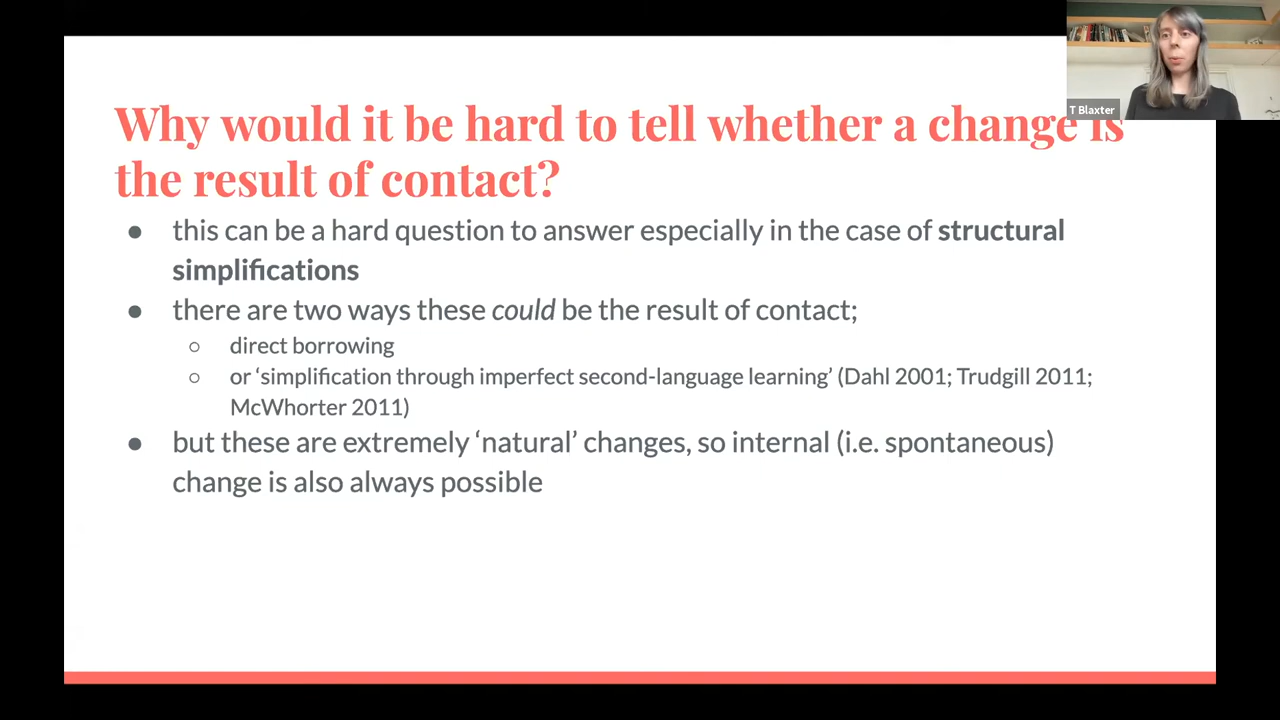 Why would it be hard to tell whether a change is
the result of contact?
● this can be a hard question to answer especially in the case of structural
simplifications
● there are two ways these could be the result of contact;
○ direct borrowing
○ or ‘simplification through imperfect second-language learning’ (Dahl 2001; Trudgill 2011;
McWhorter 2011)
● but these are extremely ‘natural’ changes, so internal (i.e. spontaneous)
change is also always possible
T Blaxter